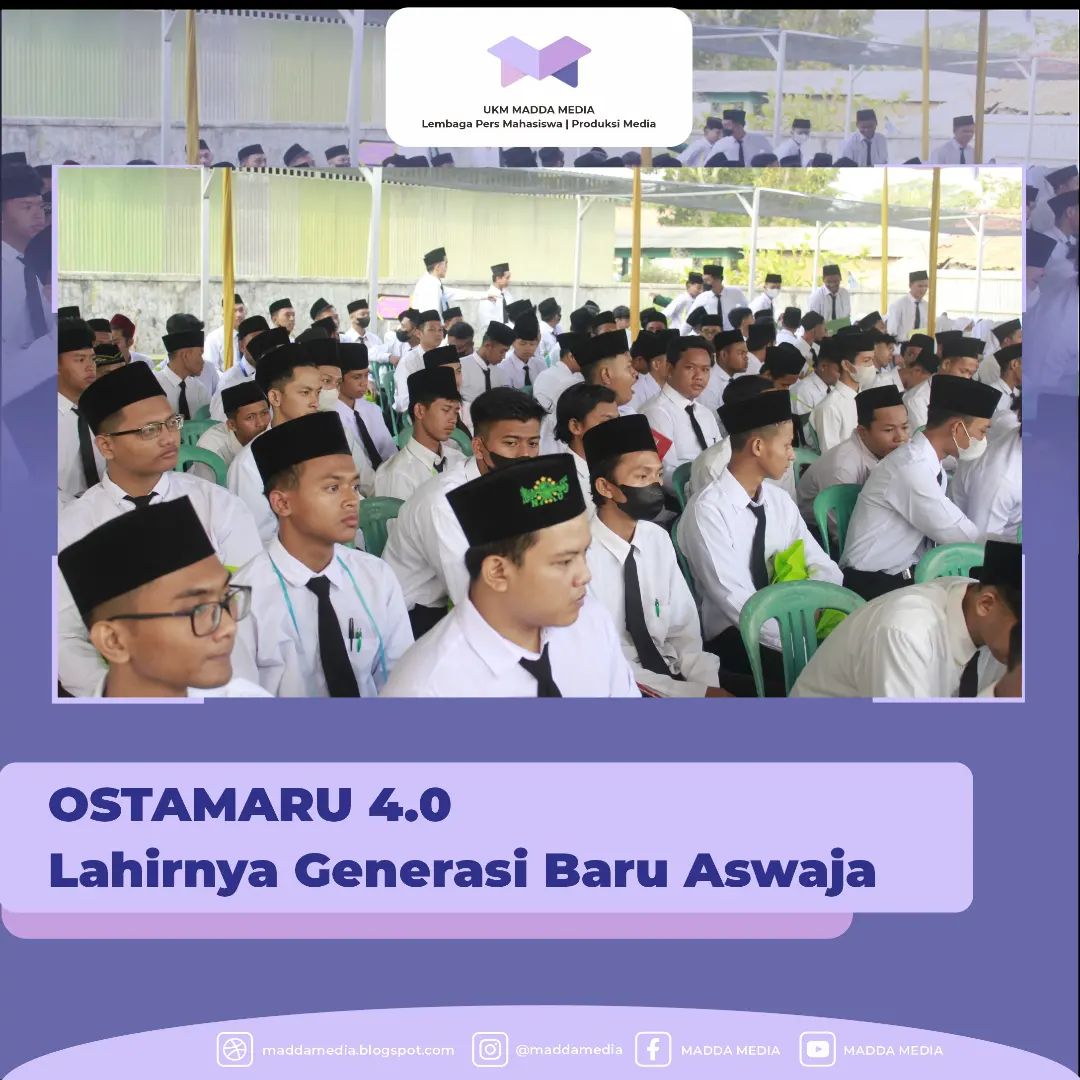 UKM MADDA MEDIA
Lembaga Pers Mahasiswa | Produksi Media
OSTAMARU 4.0
Lahirnya Generasi Baru Aswaja
maddamedia.blogspot.com @maddamedia MADDA MEDIA MADDA MEDIA